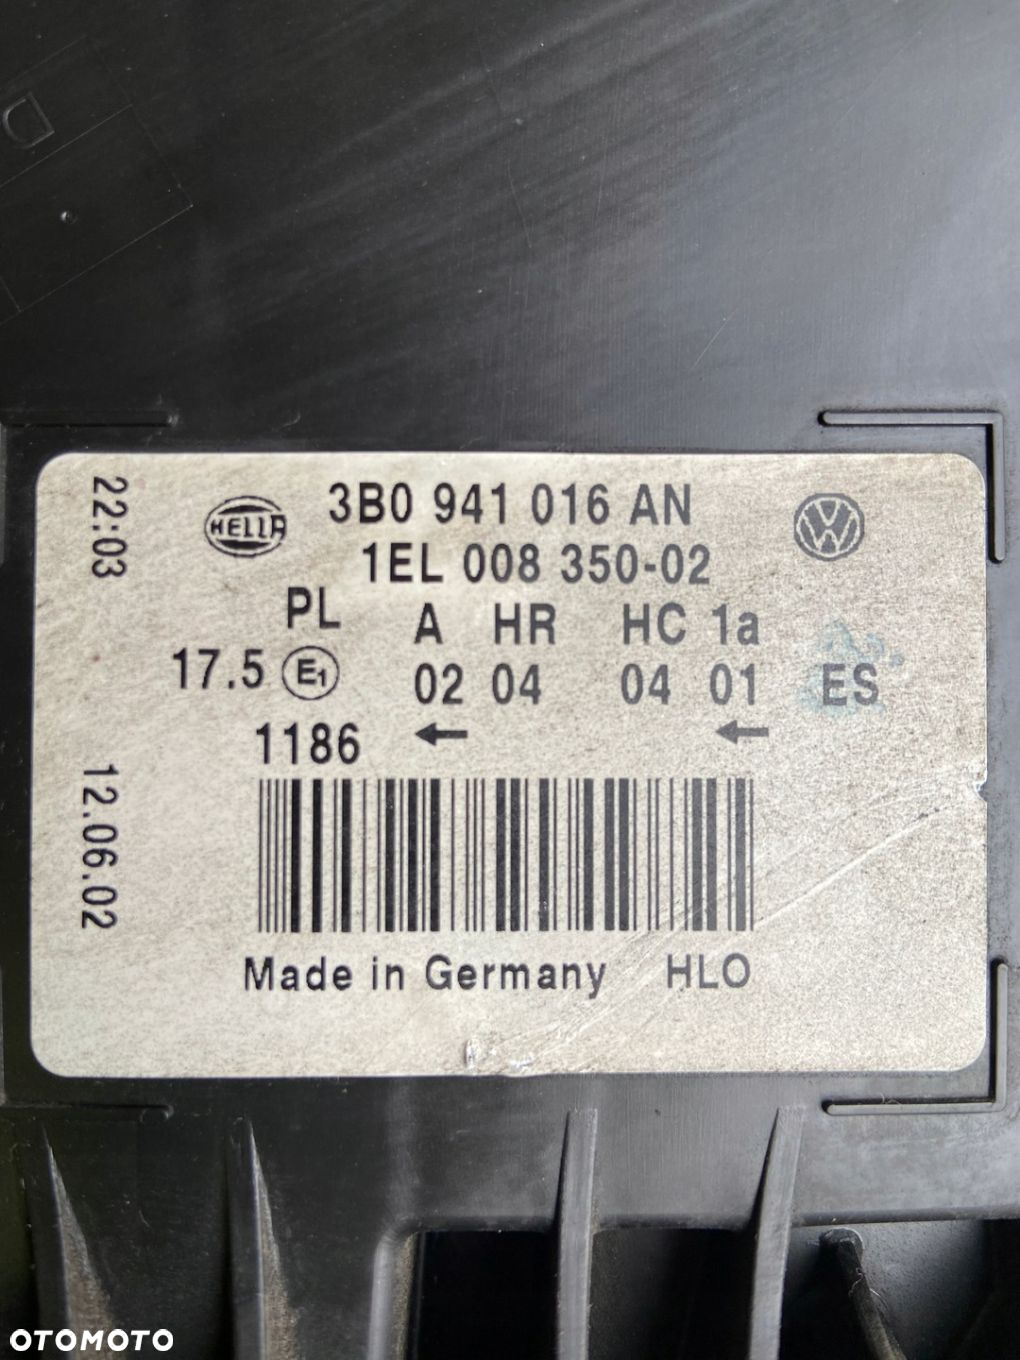 D
22:03
HELLA
3B0 941 016 AN
1EL 008 350-02
PL A HR HC 1a
17.5 E1 02 04 04 01 ES
1186 ← ←
12.06.02
Made in Germany HLO
OTOMOTO